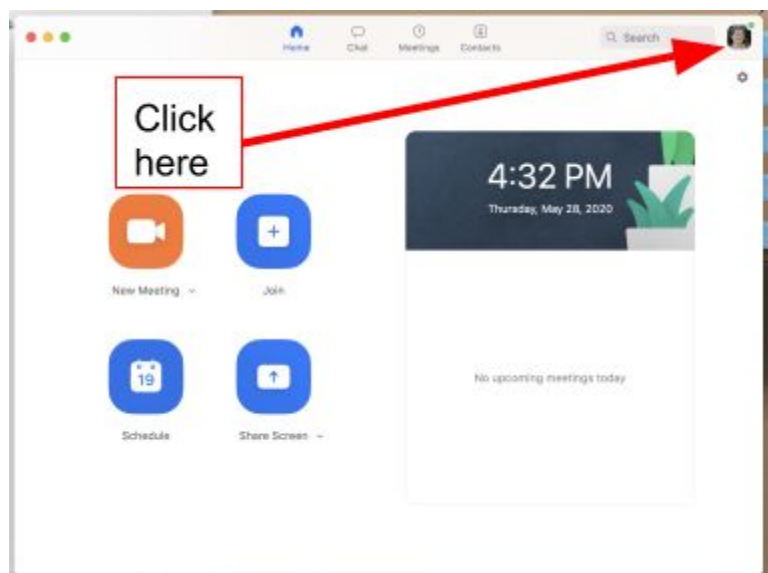 Home Chat Meetings Contacts Search
Click
here
4:32 PM
Thursday, May 28, 2020
New Meeting Join
19
No upcoming meetings today
Schedule Share Screen